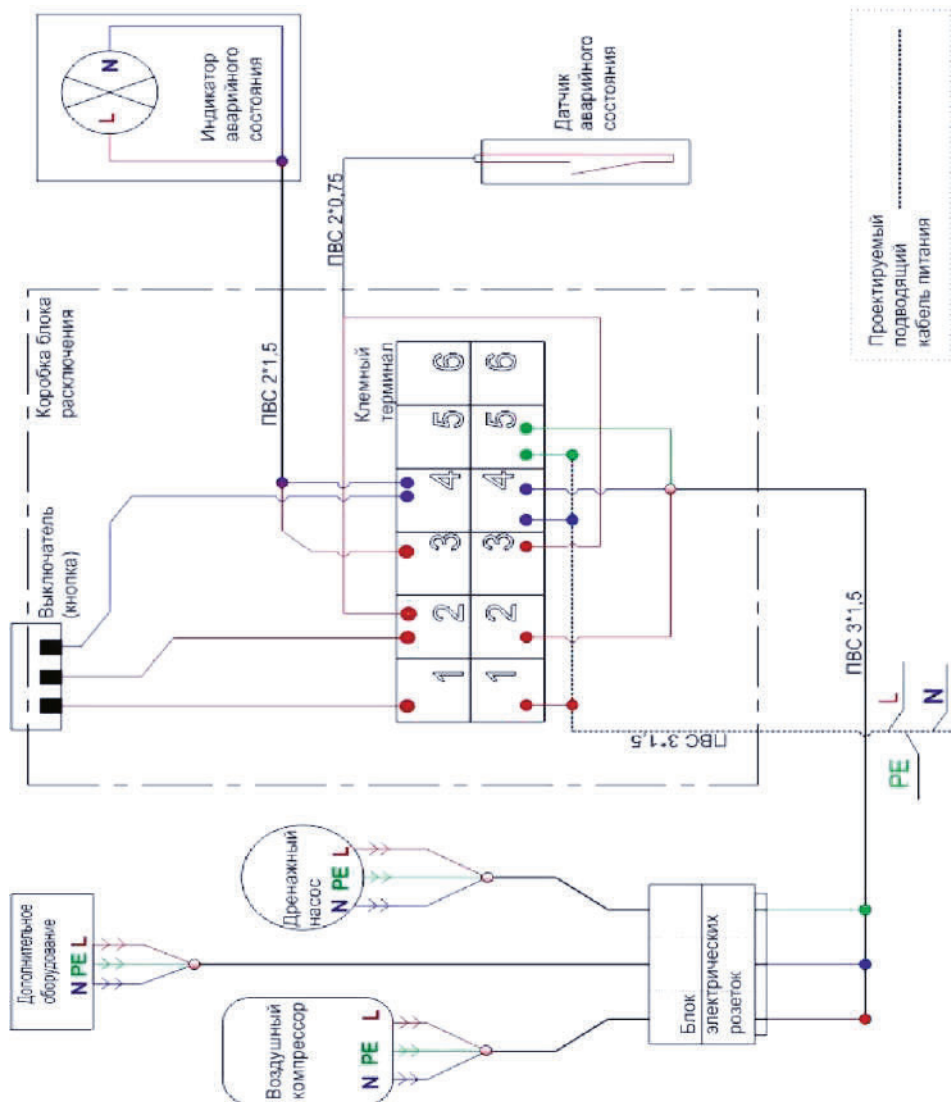 L N
Индикатор
аварийного
состояния
Датчик
аварийного
состояния
Проектируемый
подводящий
кабель питания
Коробка блока
расключения
ПВС 2*1,5
ПВС 2*0,75
Выключатель
(кнопка)
Клемный
терминал
1 2 3 4 5 6
1 2 3 4 5 6
ПВС 3*1,5
ПВС 3*1,5
L
N
PE
Дополнительное
оборудование
N PE L
Дренажный
насос
N PE L
Воздушный
компрессор
N PE L
Блок
электрических
розеток